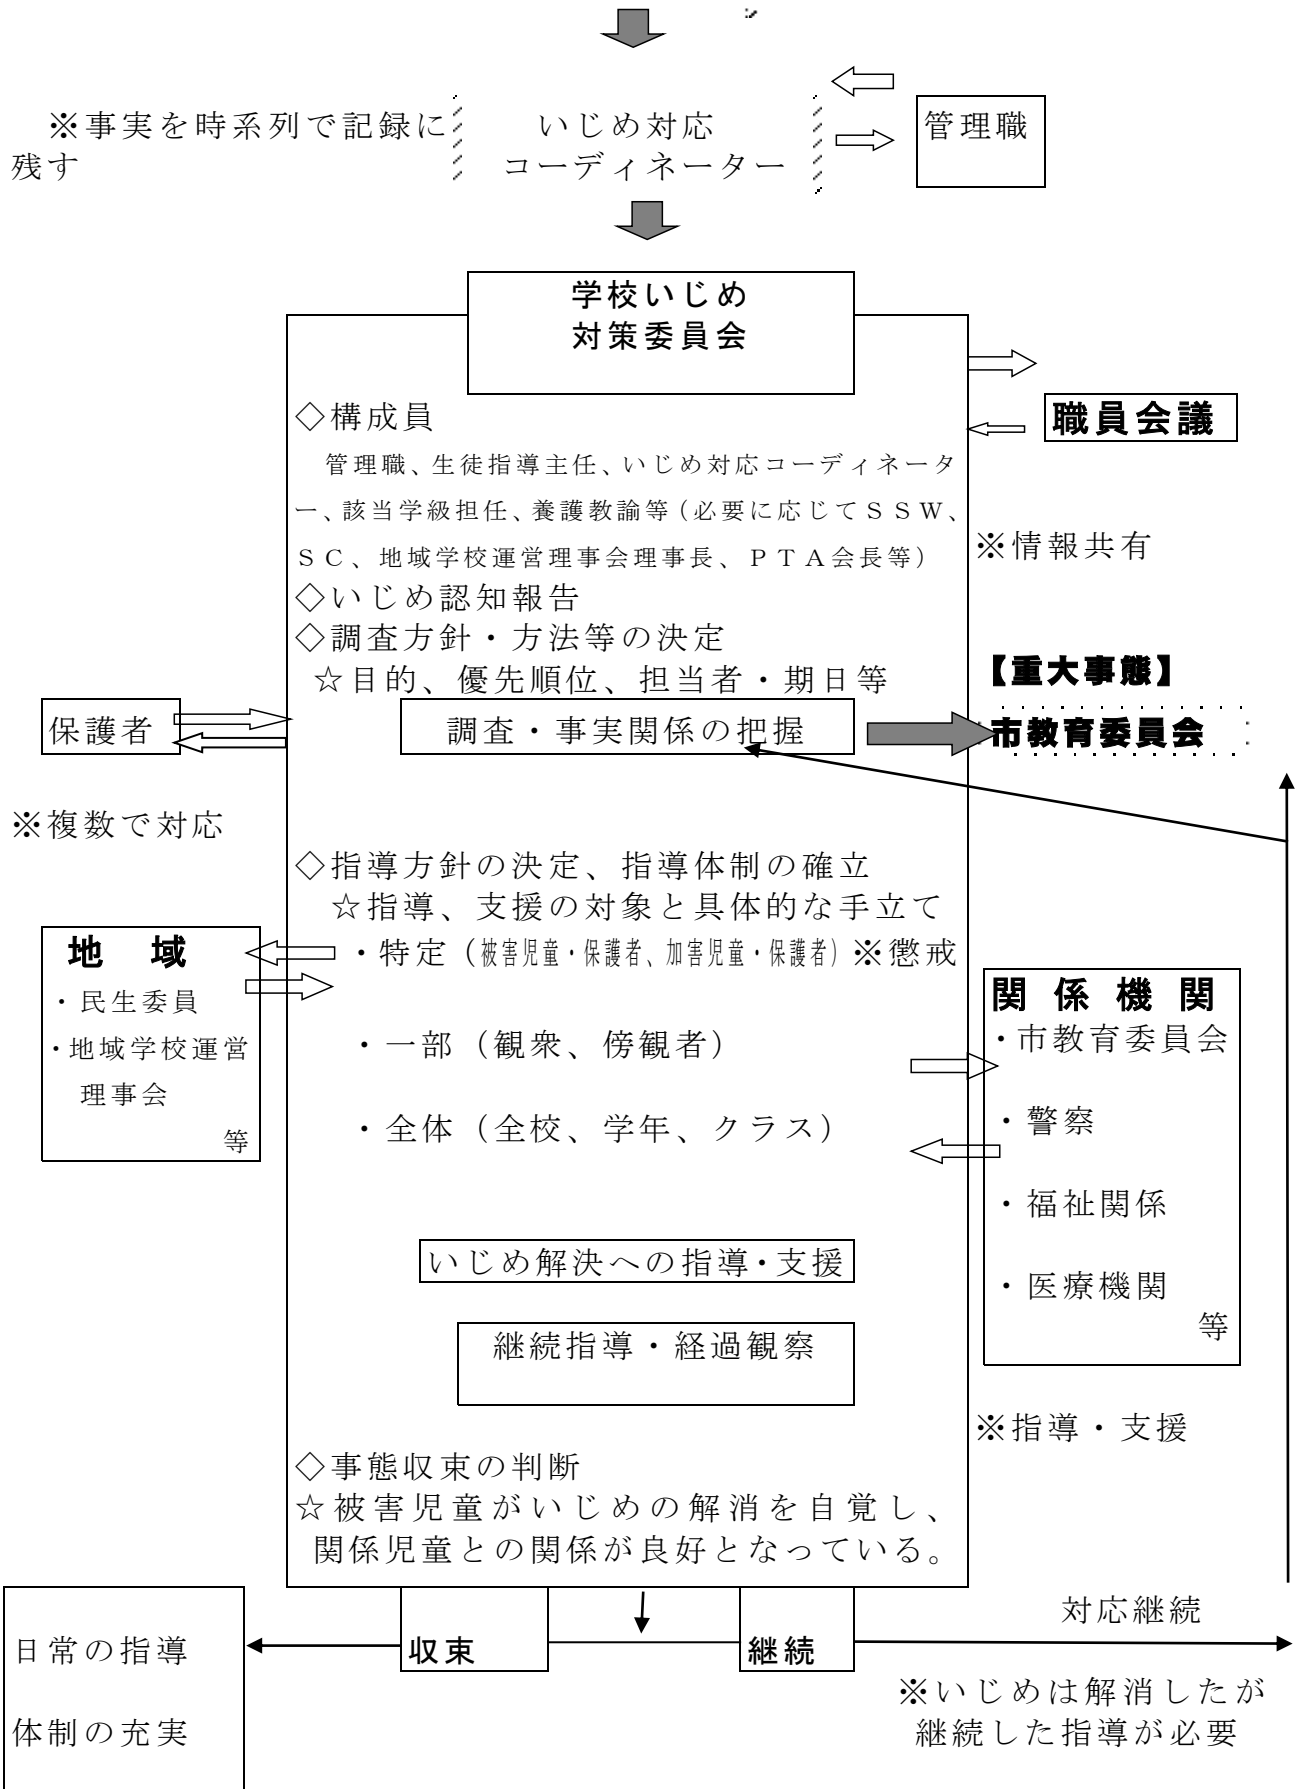 ※事実を時系列で記録に
残す
いじめ対応
コーディネーター
管理職
学校いじめ
対策委員会
◇構成員
管理職、生徒指導主任、いじめ対応コーディネータ
ー、該当学級担任、養護教諭等（必要に応じてＳＳＷ、
ＳＣ、地域学校運営理事会理事長、ＰＴＡ会長等）
職員会議
※情報共有
◇いじめ認知報告
◇調査方針・方法等の決定
☆目的、優先順位、担当者・期日等
【重大事態】
市教育委員会
保護者
調査・事実関係の把握
※複数で対応
◇指導方針の決定、指導体制の確立
☆指導、支援の対象と具体的な手立て
・特定（被害児童・保護者、加害児童・保護者）※懲戒
・一部（観衆、傍観者）
・全体（全校、学年、クラス）
地　域
・民生委員
・地域学校運営
理事会
等
関係機関
・市教育委員会
・警察
・福祉関係
・医療機関
等
いじめ解決への指導・支援
継続指導・経過観察
※指導・支援
◇事態収束の判断
☆被害児童がいじめの解消を自覚し、
関係児童との関係が良好となっている。
日常の指導
体制の充実
収束
継続
対応継続
※いじめは解消したが
継続した指導が必要